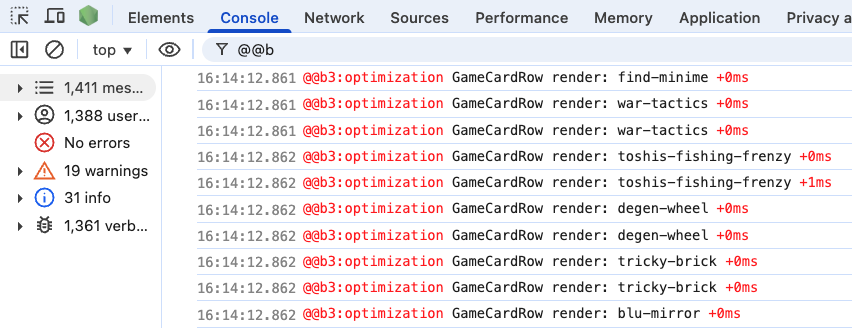 Elements Console Network Sources Performance Memory Application Privacy a
top ▼ @@b
1,411 mes...
1,388 user...
No errors
19 warnings
31 info
1,361 verb...
16:14:12.861 @@b3:optimization GameCardRow render: find-minime +0ms
16:14:12.861 @@b3:optimization GameCardRow render: war-tactics +0ms
16:14:12.861 @@b3:optimization GameCardRow render: war-tactics +0ms
16:14:12.862 @@b3:optimization GameCardRow render: toshis-fishing-frenzy +0ms
16:14:12.862 @@b3:optimization GameCardRow render: toshis-fishing-frenzy +1ms
16:14:12.862 @@b3:optimization GameCardRow render: degen-wheel +0ms
16:14:12.862 @@b3:optimization GameCardRow render: degen-wheel +0ms
16:14:12.862 @@b3:optimization GameCardRow render: tricky-brick +0ms
16:14:12.862 @@b3:optimization GameCardRow render: tricky-brick +0ms
16:14:12.862 @@b3:optimization GameCardRow render: blu-mirror +0ms